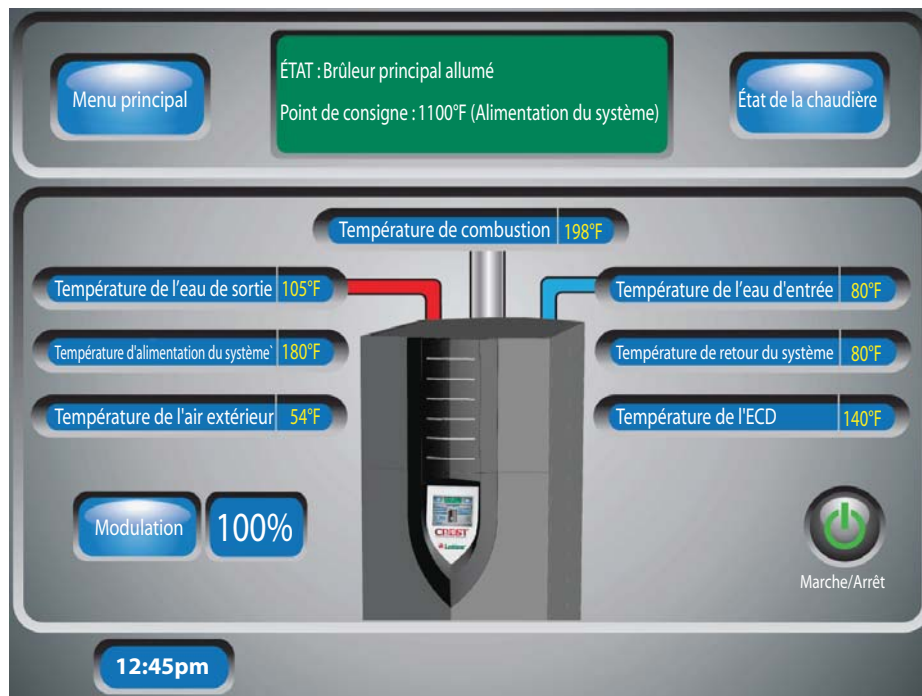 Menu principal
ÉTAT : Brûleur principal allumé
Point de consigne : 1100°F (Alimentation du système)
État de la chaudière
Température de combustion 198°F
Température de l'eau de sortie 105°F
Température de l'eau d'entrée 80°F
Température d'alimentation du système` 180°F
Température de retour du système 80°F
Température de l'air extérieur 54°F
Température de l'ECD 140°F
Modulation 100%
CREST
Lochinvar
Marche/Arrêt
12:45pm